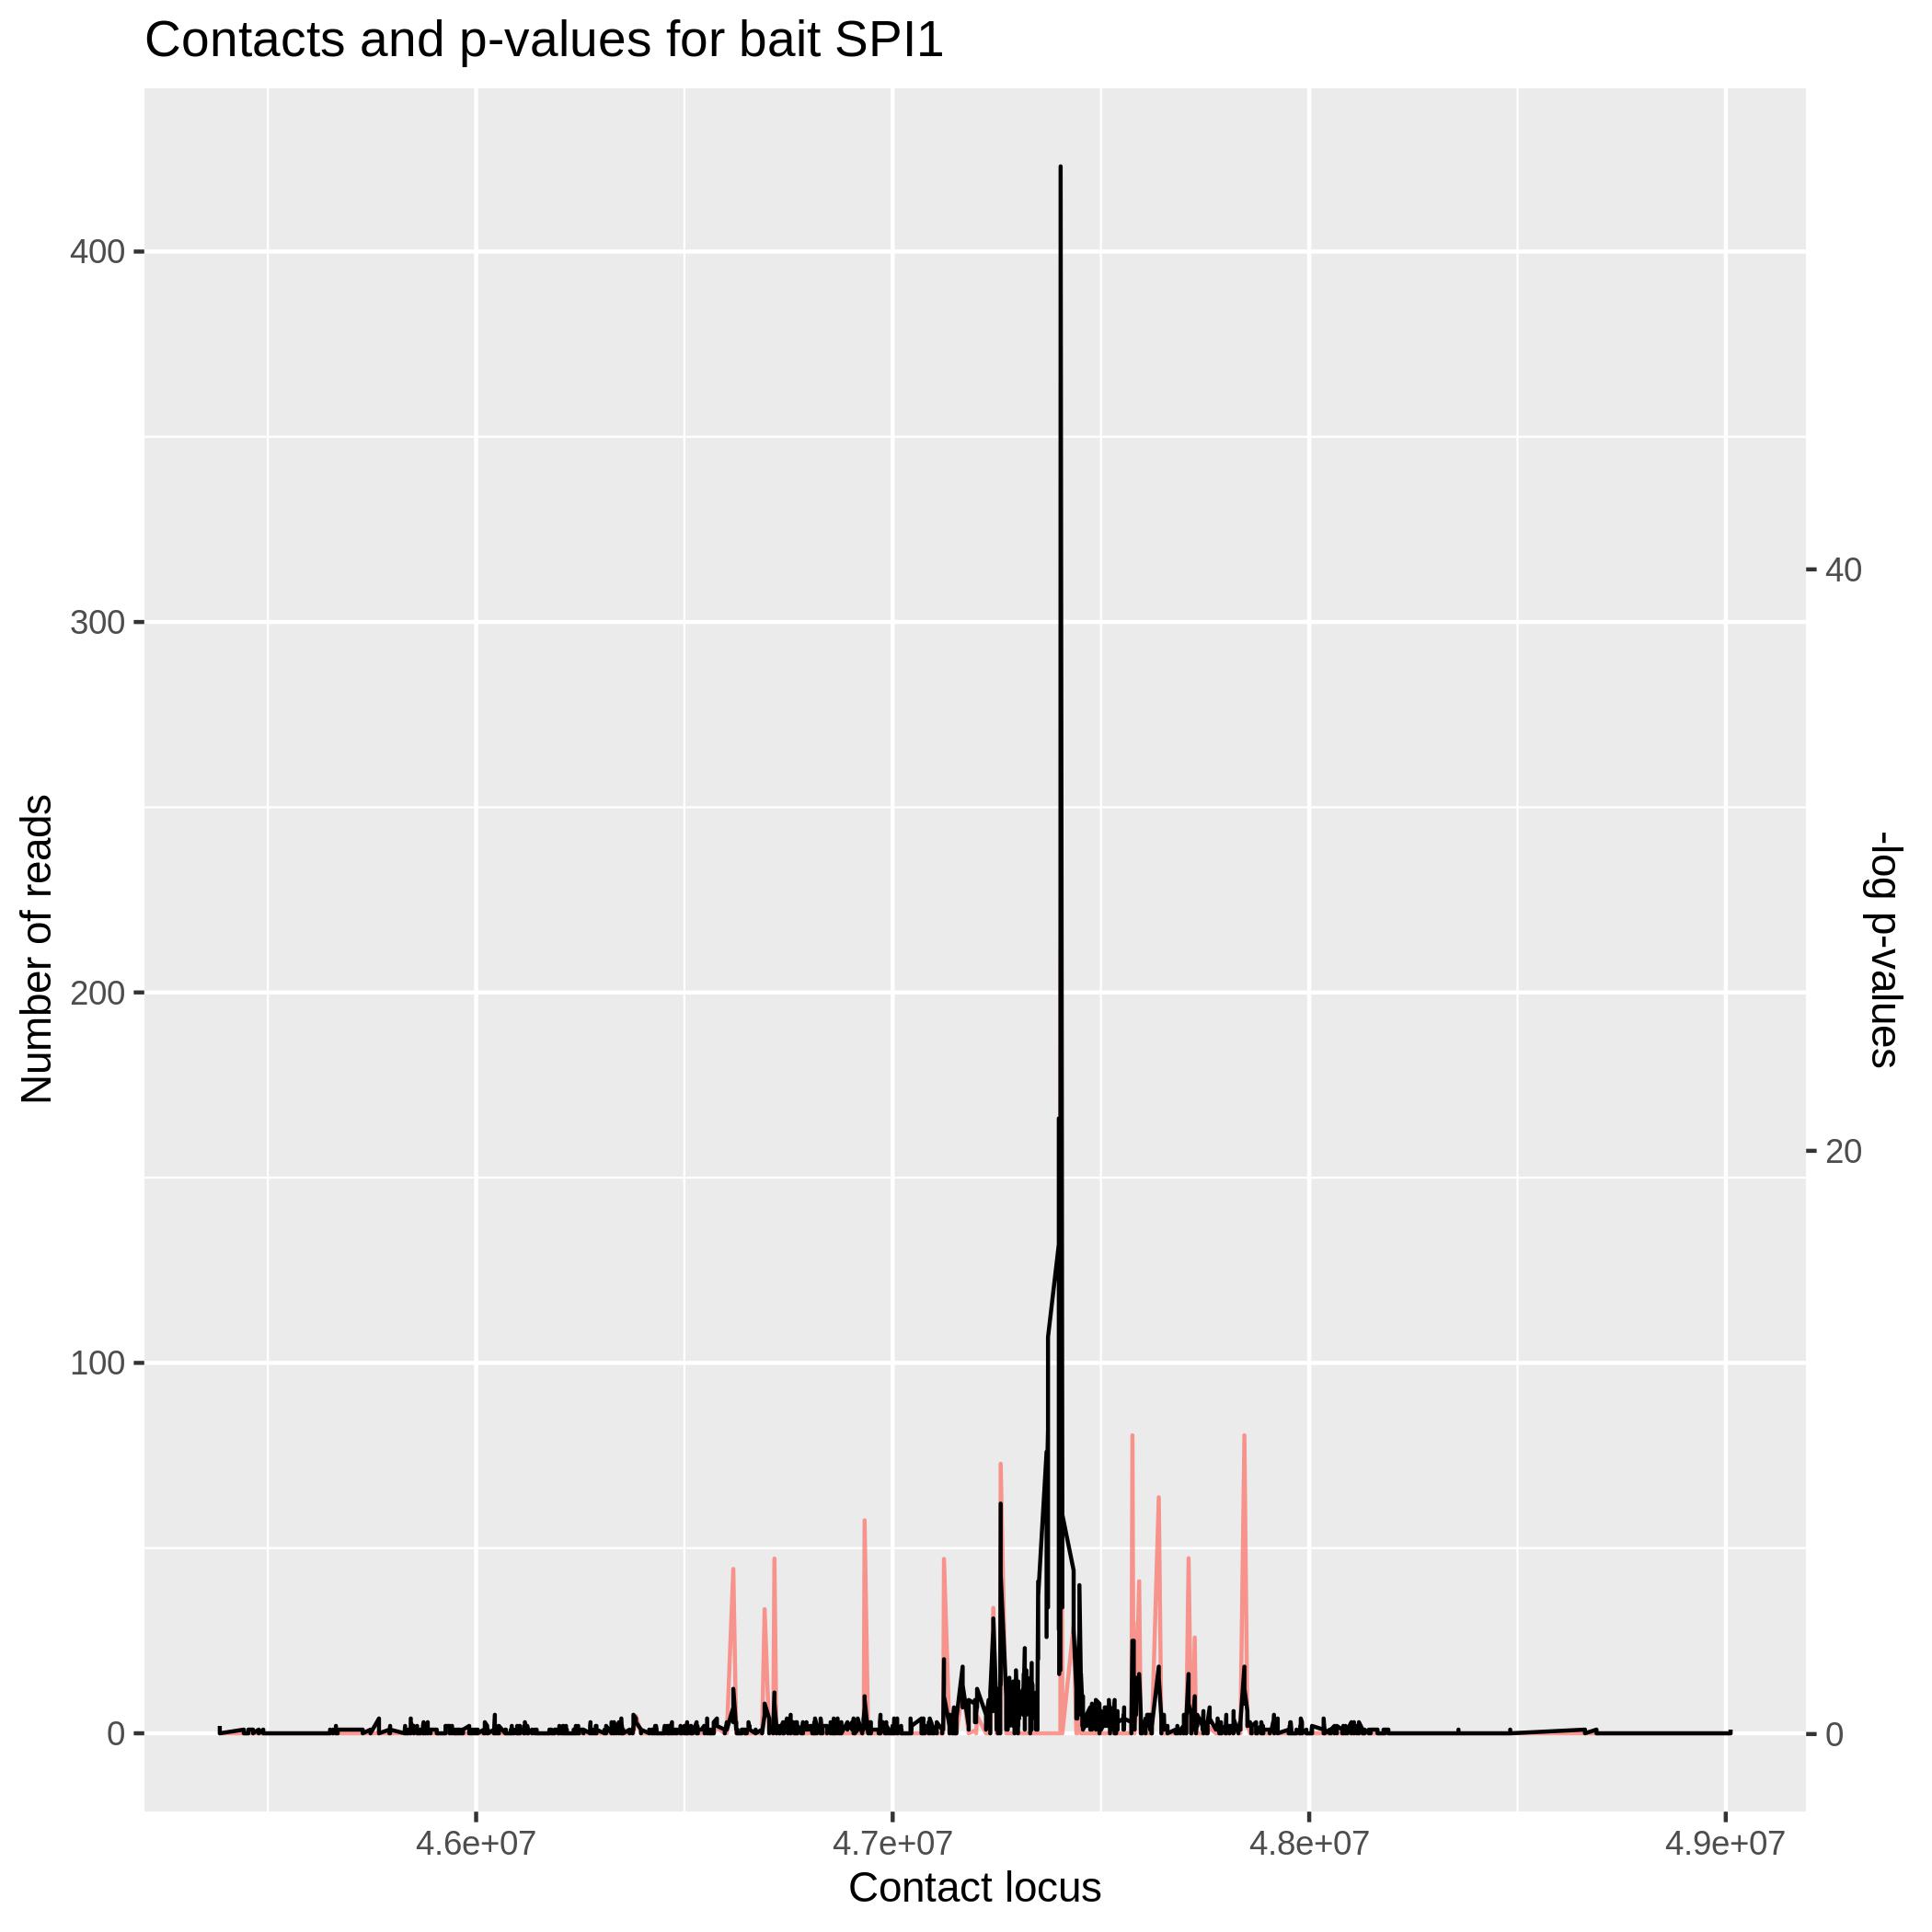 Contacts and p-values for bait SPI1
400
300
200
100
0
Number of reads
40
20
0
-log p-values
4.6e+07
4.7e+07
4.8e+07
4.9e+07
Contact locus